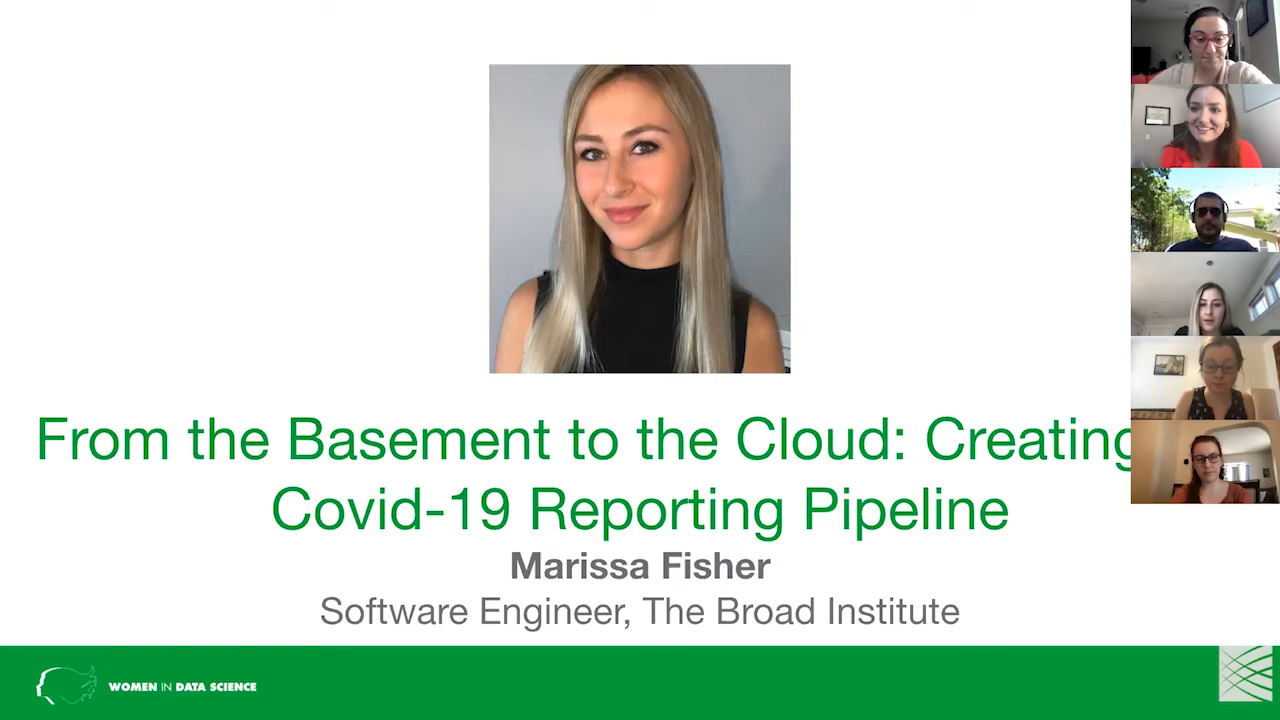 From the Basement to the Cloud: Creating
Covid-19 Reporting Pipeline
Marissa Fisher
Software Engineer, The Broad Institute
WOMEN IN DATA SCIENCE